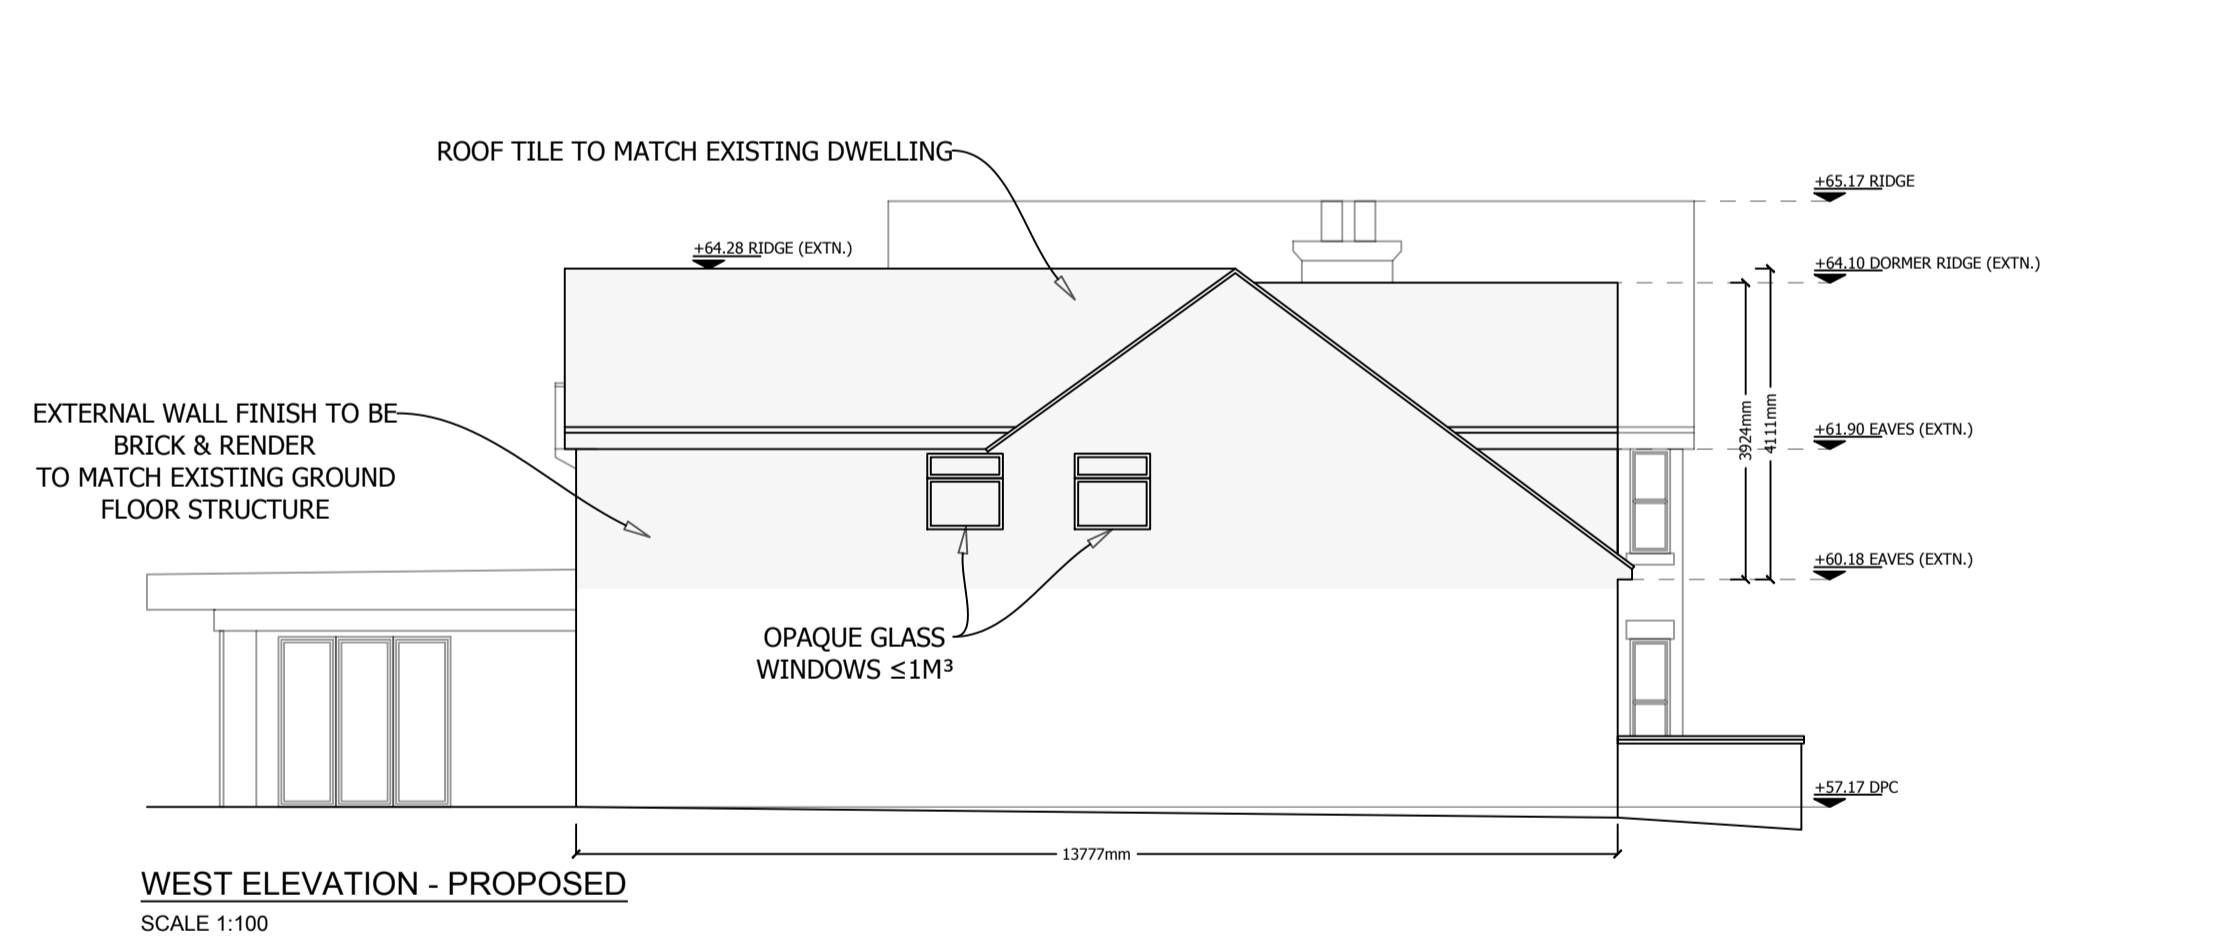 ROOF TILE TO MATCH EXISTING DWELLING
+65.17 RIDGE
+64.28 RIDGE (EXTN.)
+64.10 DORMER RIDGE (EXTN.)
EXTERNAL WALL FINISH TO BE
BRICK & RENDER
TO MATCH EXISTING GROUND
FLOOR STRUCTURE
3924mm
4111mm
+61.90 EAVES (EXTN.)
+60.18 EAVES (EXTN.)
OPAQUE GLASS
WINDOWS ≤1M³
+57.17 DPC
13777mm
WEST ELEVATION - PROPOSED
SCALE 1:100